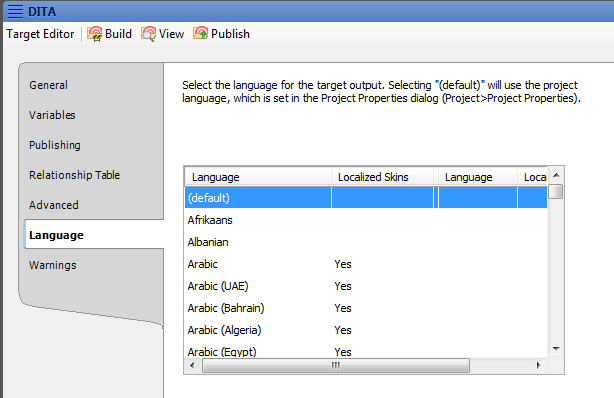 DITA
Target Editor Build View Publish
General
Variables
Publishing
Relationship Table
Advanced
Language
Warnings
Select the language for the target output. Selecting "(default)" will use the project
language, which is set in the Project Properties dialog (Project>Project Properties).
Language Localized Skins Language Loca
(default)
Afrikaans
Albanian
Arabic Yes
Arabic (UAE) Yes
Arabic (Bahrain) Yes
Arabic (Algeria) Yes
Arabic (Egypt) Yes